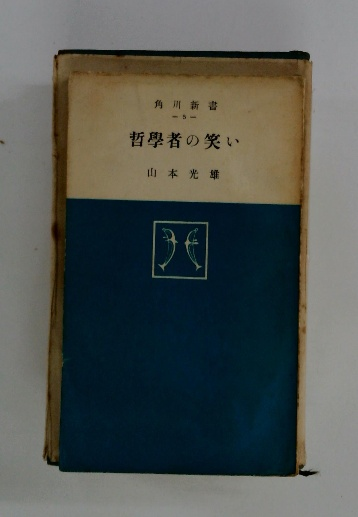 角川新書
— 5 —
哲學者の笑い
山本光雄